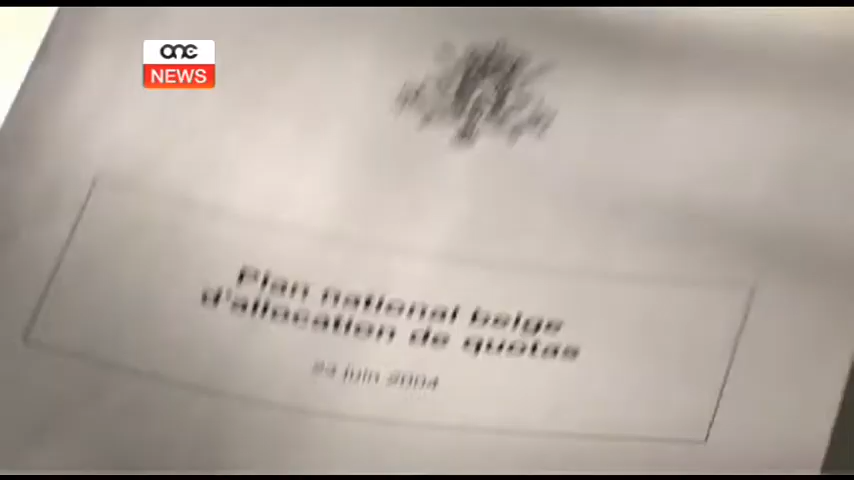 one
NEWS
Plan national belge
d'allocation de quotas
juin 2004